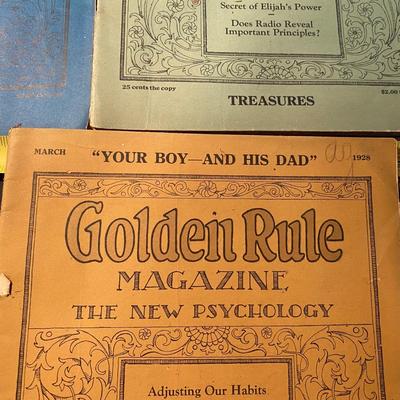 Secret of Elijah's Power
—
Does Radio Reveal
Important Principles?
25 cents the copy
$2.00
TREASURES
MARCH "YOUR BOY—AND HIS DAD" 1928
Golden Rule
MAGAZINE
THE NEW PSYCHOLOGY
Adjusting Our Habits